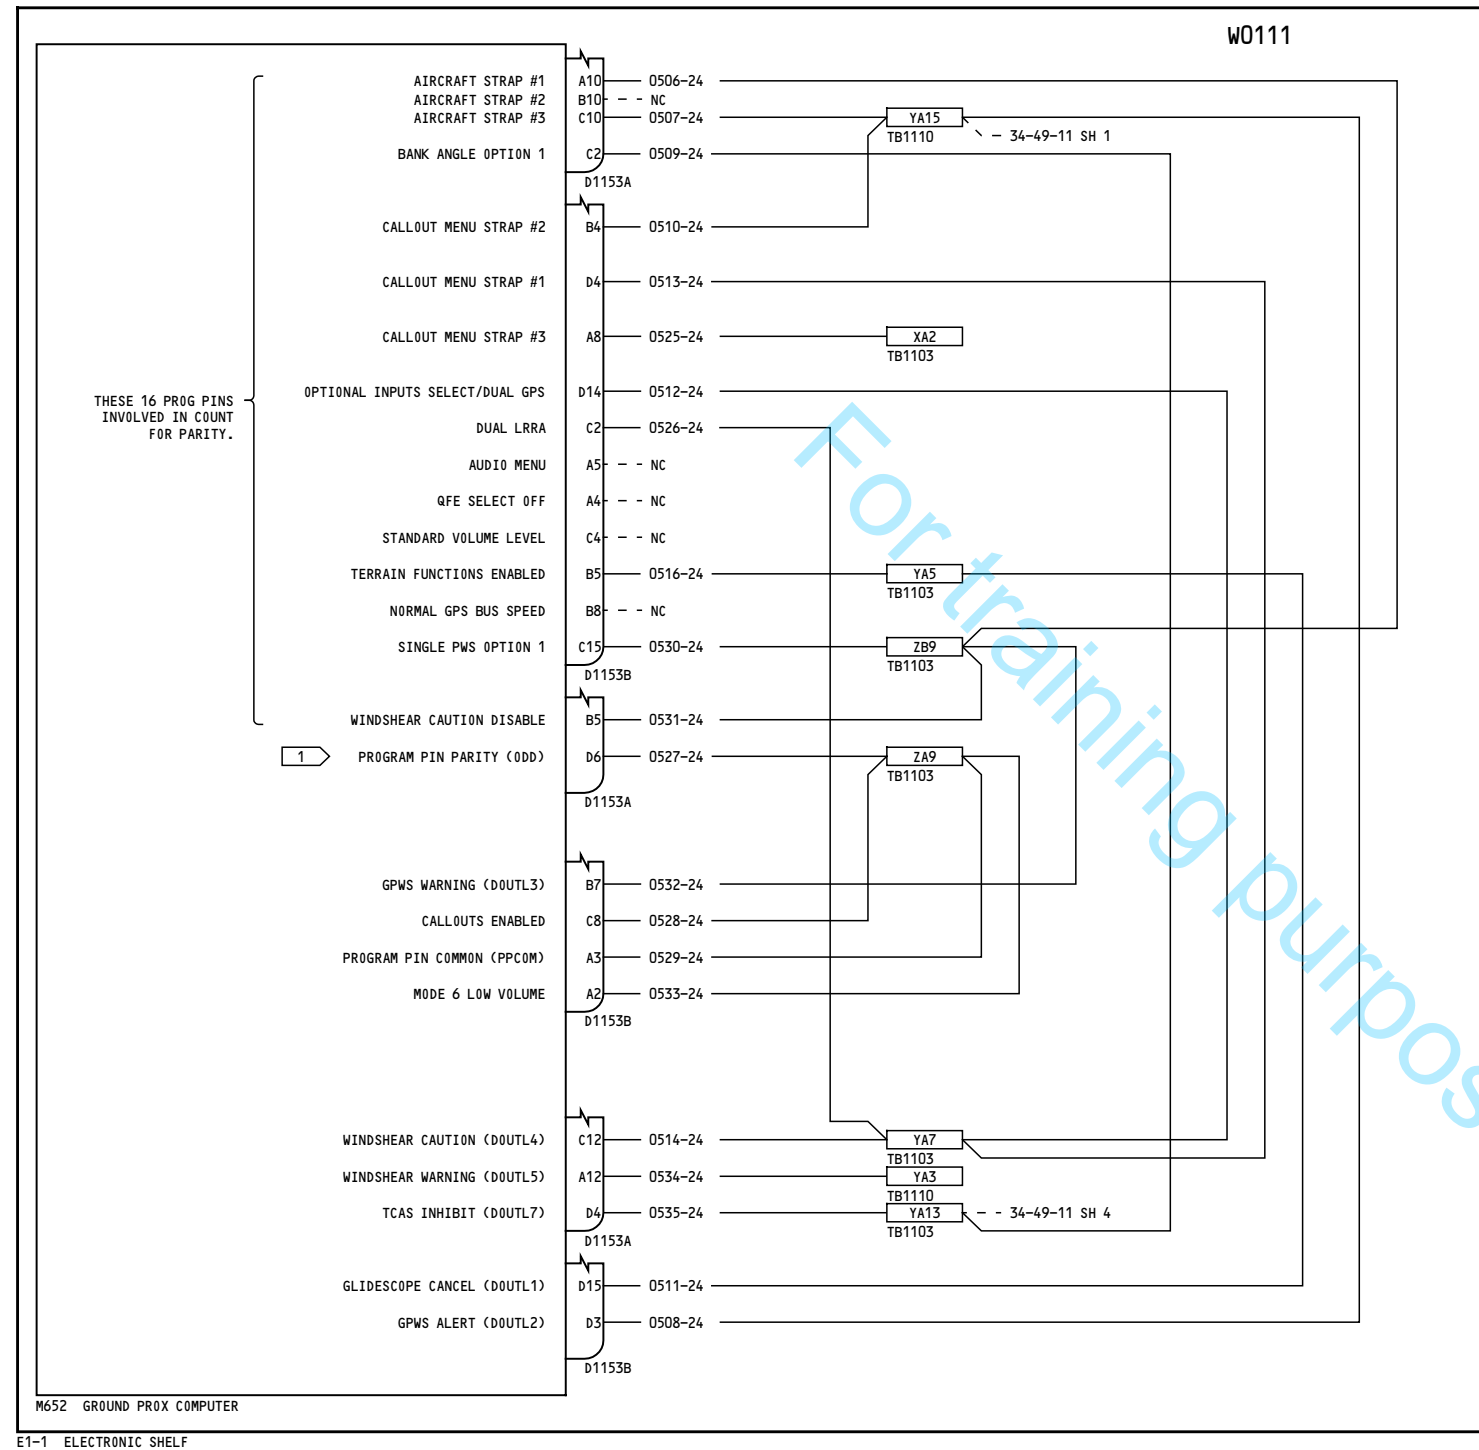 W0111
AIRCRAFT STRAP #1 A10 0506-24
AIRCRAFT STRAP #2 B10 NC
AIRCRAFT STRAP #3 C10 0507-24 YA15
TB1110 34-49-11 SH 1
BANK ANGLE OPTION 1 C2 0509-24
D1153A
CALLOUT MENU STRAP #2 B4 0510-24
CALLOUT MENU STRAP #1 D4 0513-24
CALLOUT MENU STRAP #3 A8 0525-24 XA2
TB1103
OPTIONAL INPUTS SELECT/DUAL GPS D14 0512-24
THESE 16 PROG PINS
INVOLVED IN COUNT
FOR PARITY.
DUAL LRRA C2 0526-24
AUDIO MENU A5 NC
QFE SELECT OFF A4 NC
STANDARD VOLUME LEVEL C4 NC
TERRAIN FUNCTIONS ENABLED B5 0516-24 YA5
TB1103
NORMAL GPS BUS SPEED B8 NC
SINGLE PWS OPTION 1 C15 0530-24 ZB9
TB1103
D1153B
WINDSHEAR CAUTION DISABLE B5 0531-24
1 PROGRAM PIN PARITY (ODD) D6 0527-24 ZA9
TB1103
D1153A
GPWS WARNING (DOUTL3) B7 0532-24
CALLOUTS ENABLED C8 0528-24
PROGRAM PIN COMMON (PPCOM) A3 0529-24
MODE 6 LOW VOLUME A2 0533-24
D1153B
WINDSHEAR CAUTION (DOUTL4) C12 0514-24 YA7
TB1103
WINDSHEAR WARNING (DOUTL5) A12 0534-24 YA3
TB1110
TCAS INHIBIT (DOUTL7) D4 0535-24 YA13 34-49-11 SH 4
TB1103
D1153A
GLIDESCOPE CANCEL (DOUTL1) D15 0511-24
GPWS ALERT (DOUTL2) D3 0508-24
D1153B
M652 GROUND PROX COMPUTER
E1-1 ELECTRONIC SHELF
For training purpos